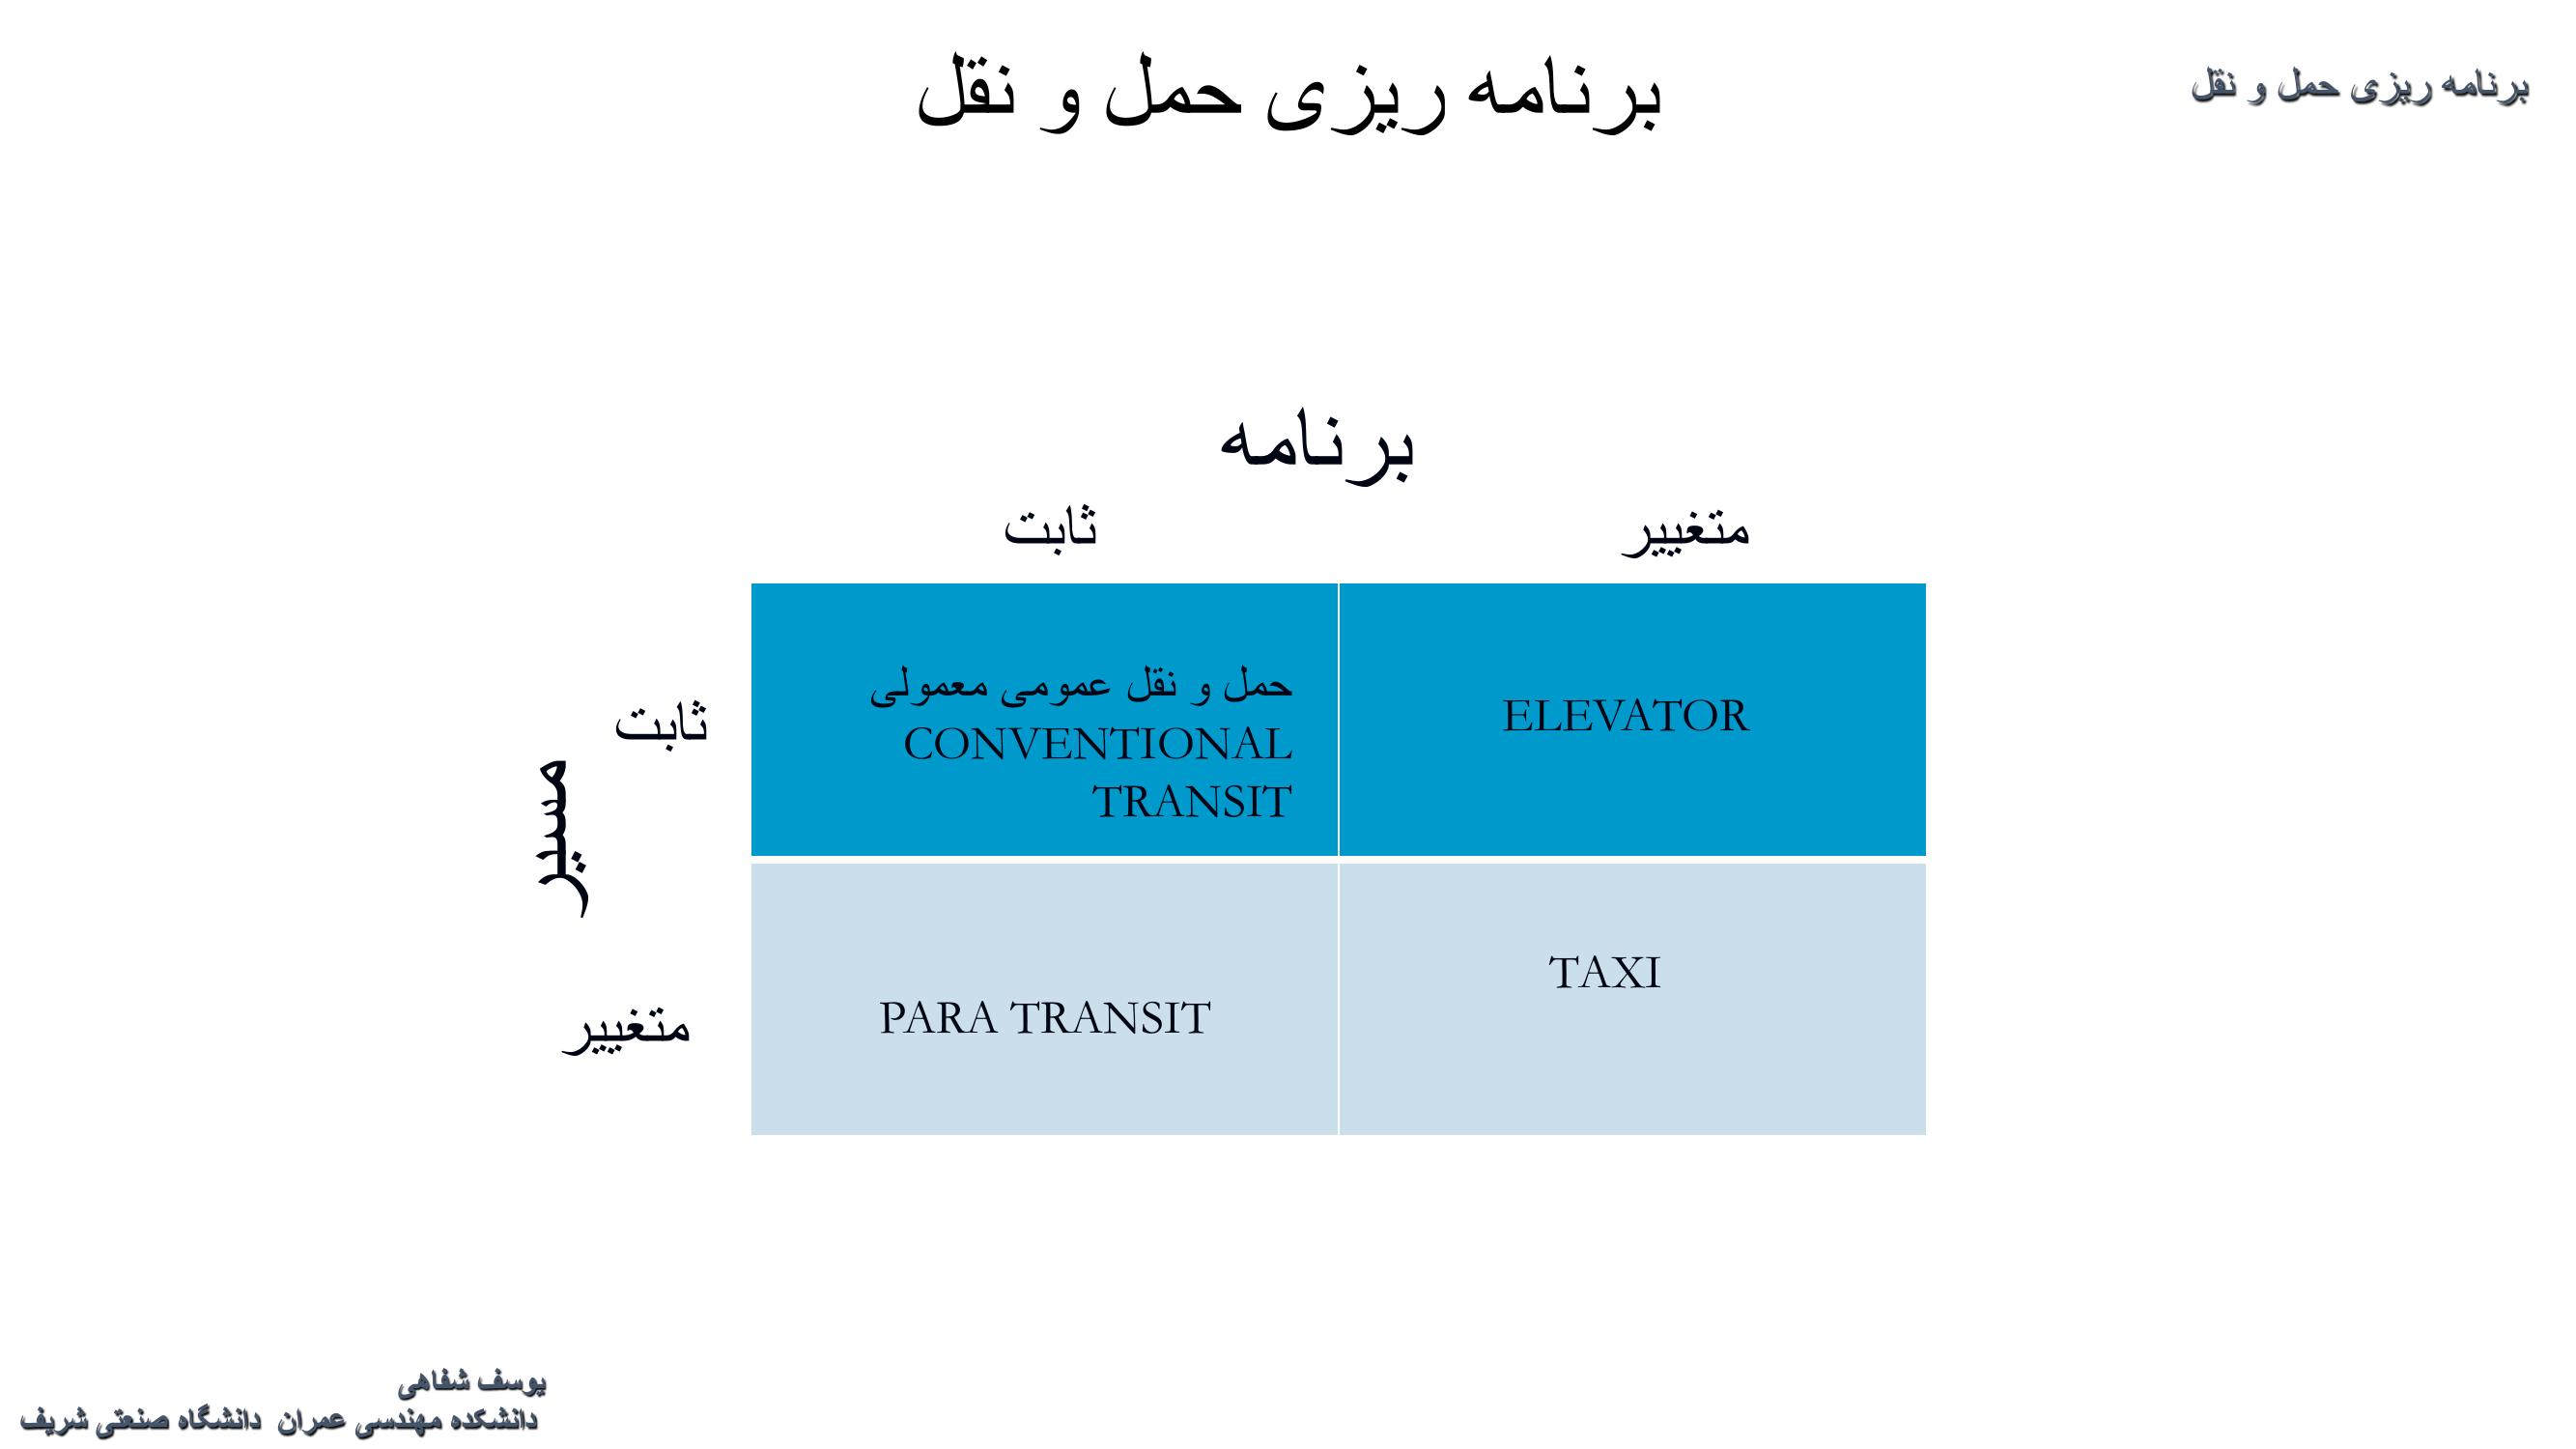 برنامه ریزی حمل و نقل
برنامه ریزی حمل و نقل
برنامه
ثابت
متغییر
مسیر
ثابت
حمل و نقل عمومی معمولی
CONVENTIONAL
TRANSIT
ELEVATOR
متغییر
PARA TRANSIT
TAXI
یوسف شفاهی
دانشکده مهندسی عمران دانشگاه صنعتی شریف